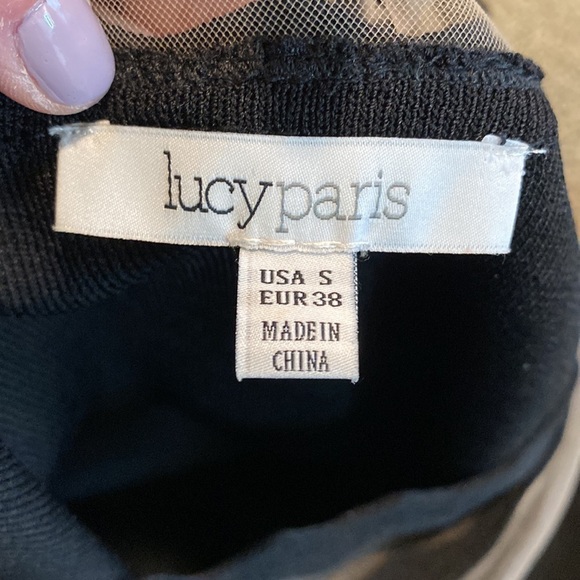 lucyparis
USA S
EUR 38
MADE IN
CHINA